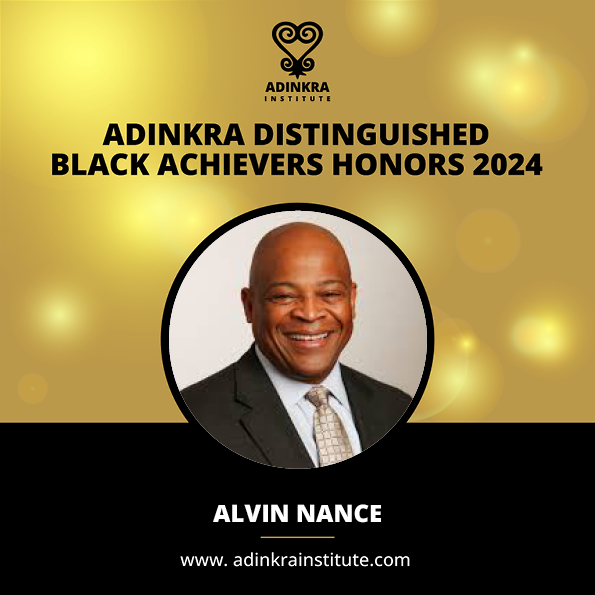 ADINKRA
INSTITUTE
ADINKRA DISTINGUISHED
BLACK ACHIEVERS HONORS 2024
ALVIN NANCE
www. adinkrainstitute.com